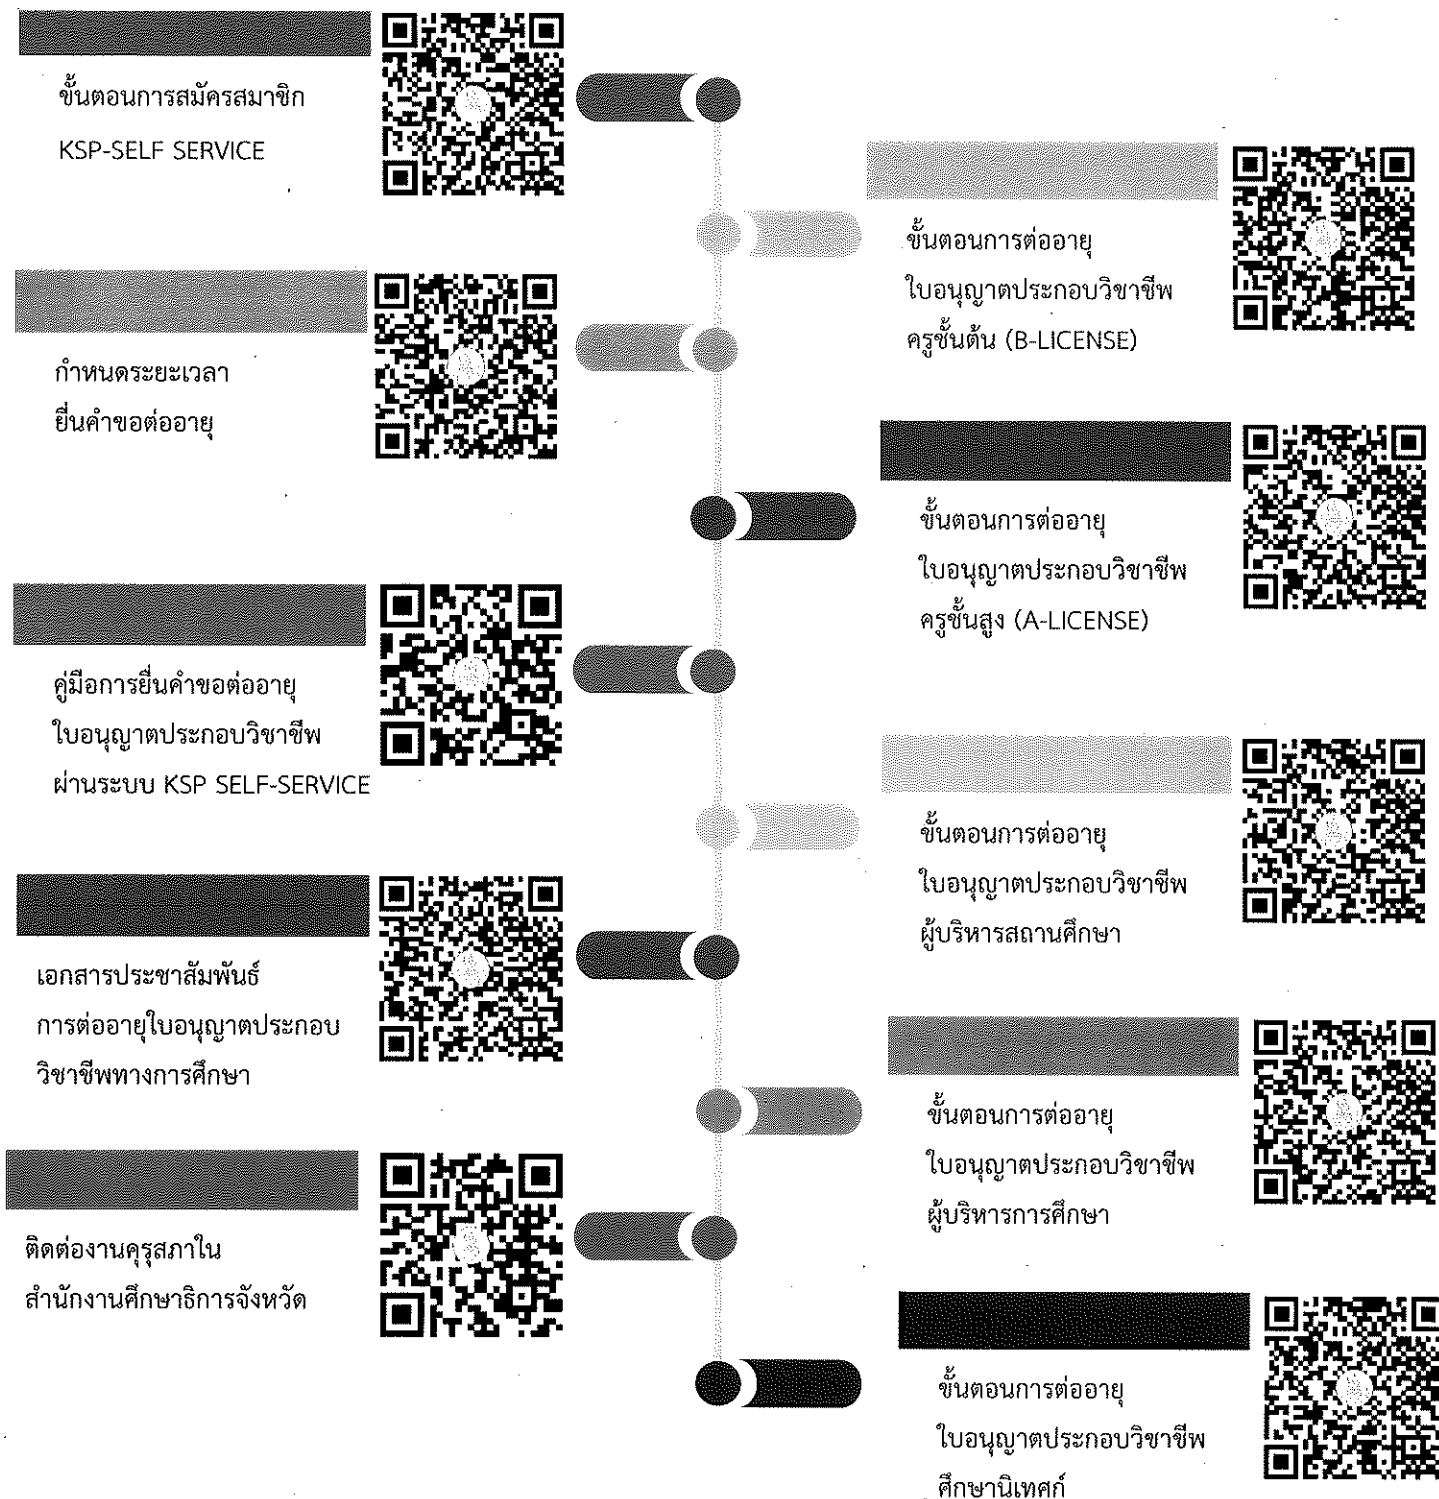 ขั้นตอนการสมัครสมาชิก
KSP-SELF SERVICE
ขั้นตอนการต่ออายุ
ใบอนุญาตประกอบวิชาชีพ
ครูชั้นต้น (B-LICENSE)
กำหนดระยะเวลา
ยื่นคำขอต่ออายุ
ขั้นตอนการต่ออายุ
ใบอนุญาตประกอบวิชาชีพ
ครูชั้นสูง (A-LICENSE)
คู่มือการยื่นคำขอต่ออายุ
ใบอนุญาตประกอบวิชาชีพ
ผ่านระบบ KSP SELF-SERVICE
ขั้นตอนการต่ออายุ
ใบอนุญาตประกอบวิชาชีพ
ผู้บริหารสถานศึกษา
เอกสารประชาสัมพันธ์
การต่ออายุใบอนุญาตประกอบ
วิชาชีพทางการศึกษา
ขั้นตอนการต่ออายุ
ใบอนุญาตประกอบวิชาชีพ
ผู้บริหารการศึกษา
ติดต่องานคุรุสภาใน
สำนักงานศึกษาธิการจังหวัด
ขั้นตอนการต่ออายุ
ใบอนุญาตประกอบวิชาชีพ
ศึกษานิเทศก์